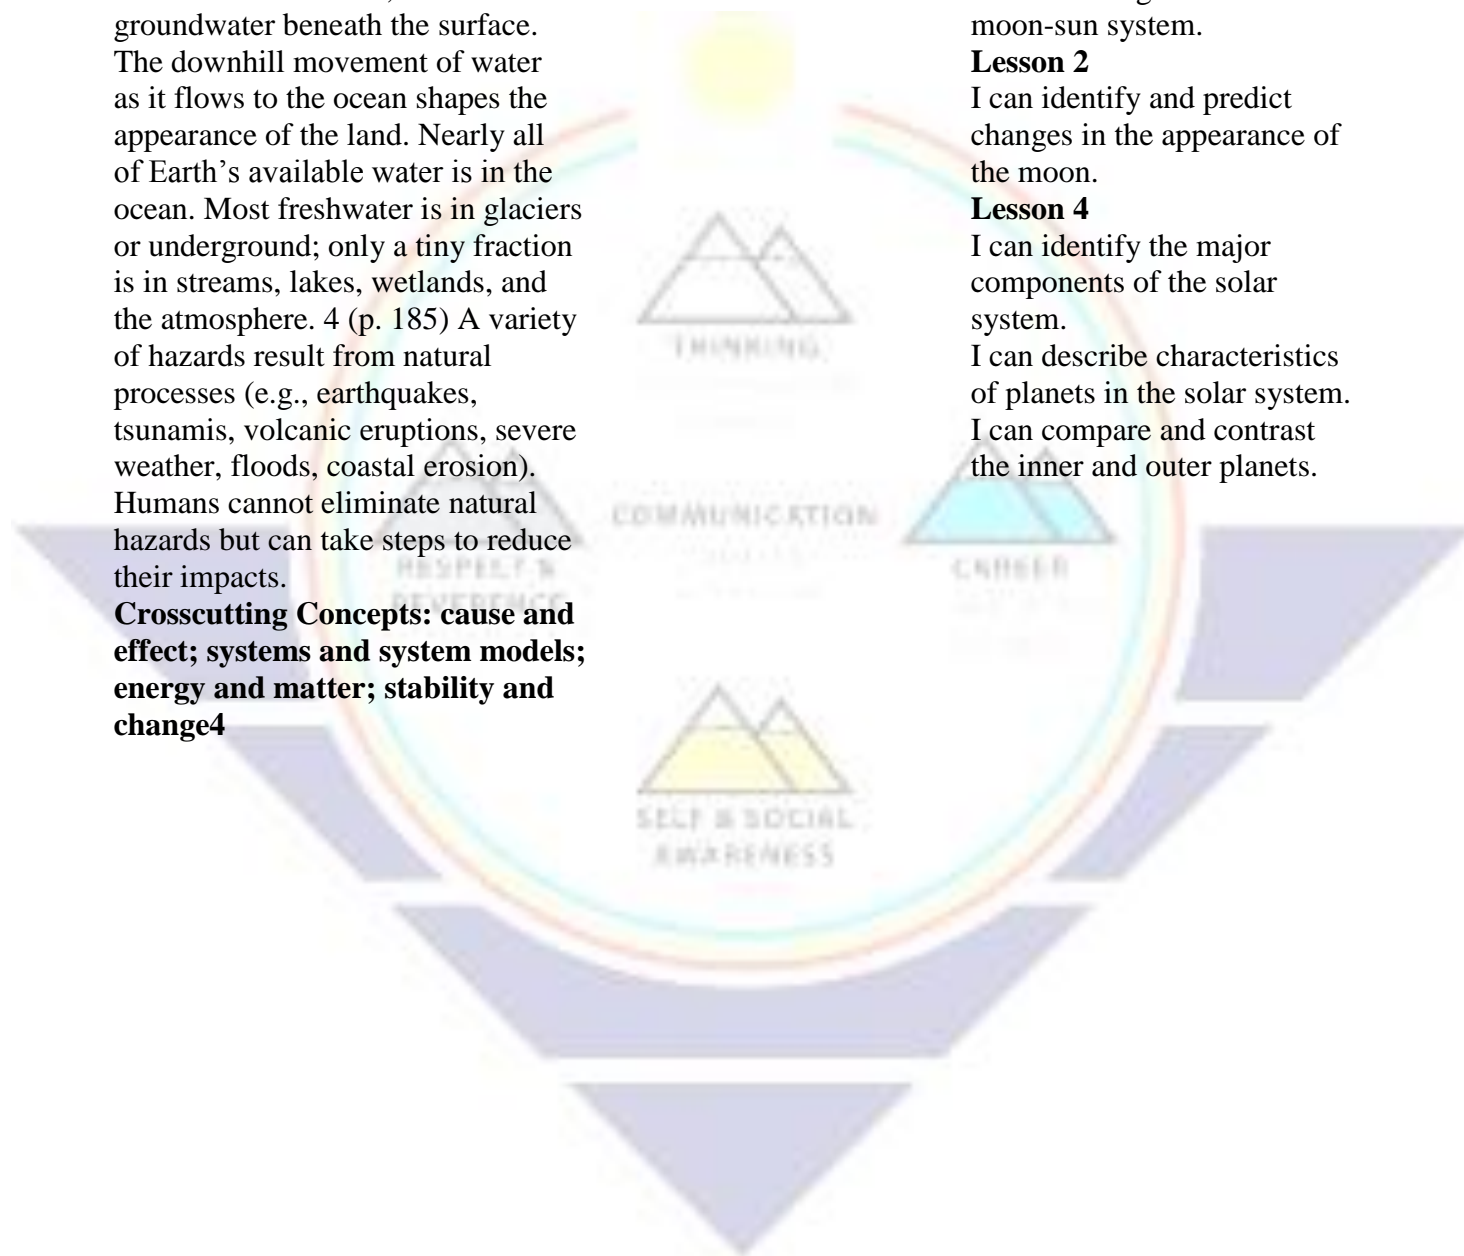 groundwater beneath the surface.
The downhill movement of water
as it flows to the ocean shapes the
appearance of the land. Nearly all
of Earth’s available water is in the
ocean. Most freshwater is in glaciers
or underground; only a tiny fraction
is in streams, lakes, wetlands, and
the atmosphere. 4 (p. 185) A variety
of hazards result from natural
processes (e.g., earthquakes,
tsunamis, volcanic eruptions, severe
weather, floods, coastal erosion).
Humans cannot eliminate natural
hazards but can take steps to reduce
their impacts.
Crosscutting Concepts: cause and
effect; systems and system models;
energy and matter; stability and
change4
moon-sun system.
Lesson 2
I can identify and predict
changes in the appearance of
the moon.
Lesson 4
I can identify the major
components of the solar
system.
I can describe characteristics
of planets in the solar system.
I can compare and contrast
the inner and outer planets.
THINKING
COMMUNICATION
RESPECT &
REVERENCE
CAREER
SELF & SOCIAL
AWARENESS